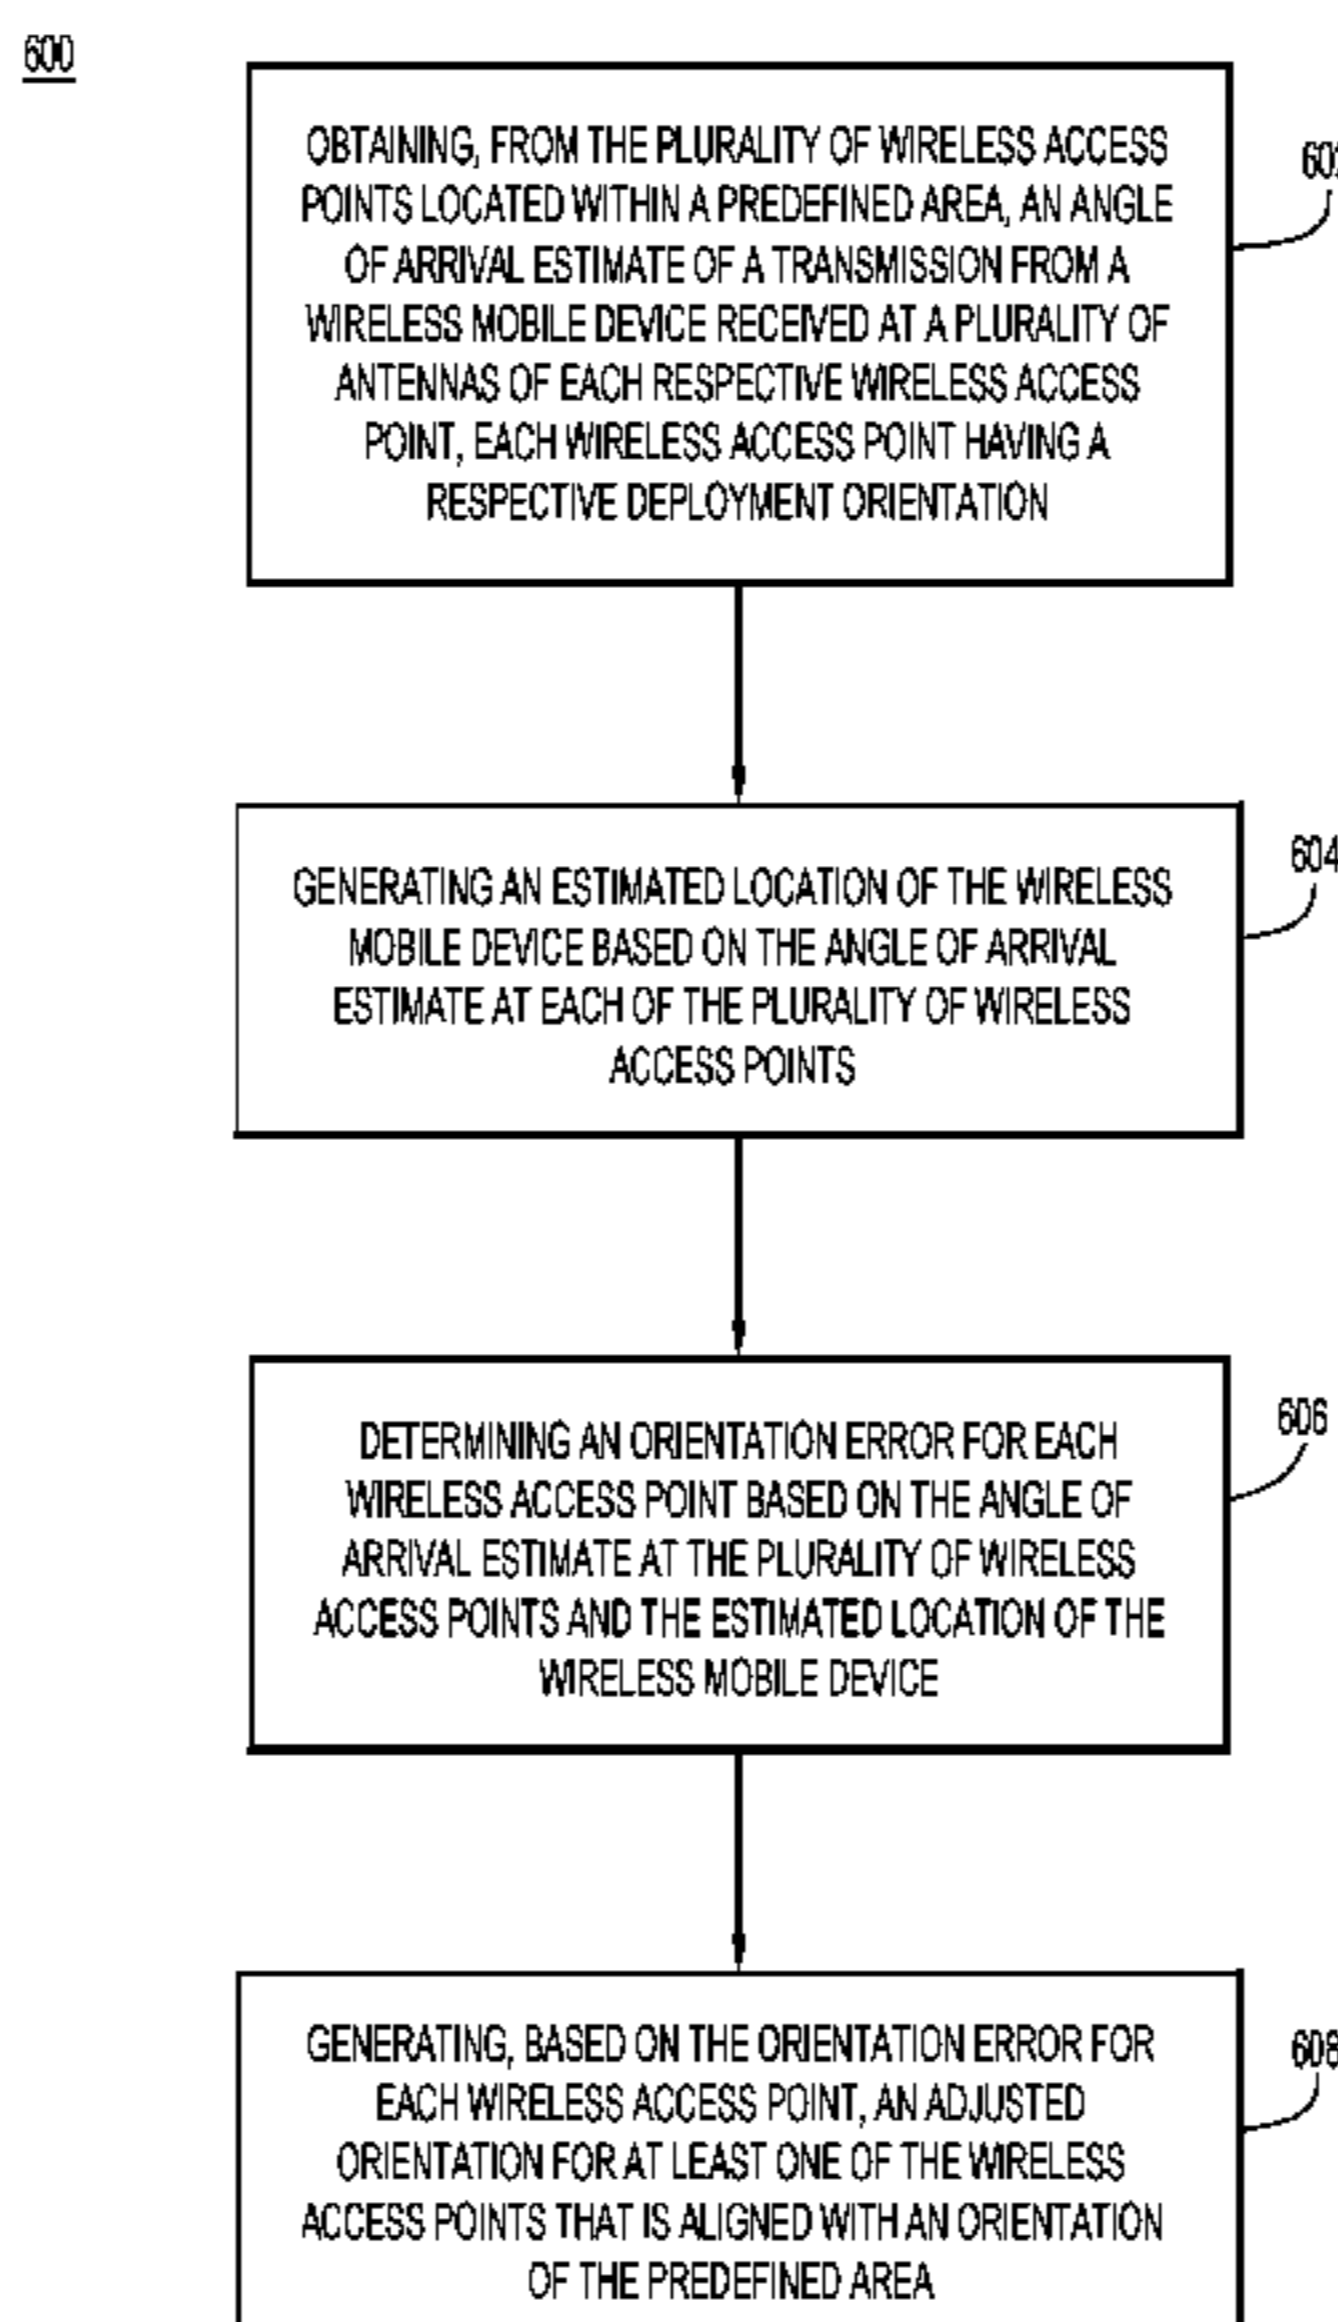 600
OBTAINING, FROM THE PLURALITY OF WIRELESS ACCESS
POINTS LOCATED WITHIN A PREDEFINED AREA, AN ANGLE
OF ARRIVAL ESTIMATE OF A TRANSMISSION FROM A
WIRELESS MOBILE DEVICE RECEIVED AT A PLURALITY OF
ANTENNAS OF EACH RESPECTIVE WIRELESS ACCESS
POINT, EACH WIRELESS ACCESS POINT HAVING A
RESPECTIVE DEPLOYMENT ORIENTATION
602
GENERATING AN ESTIMATED LOCATION OF THE WIRELESS
MOBILE DEVICE BASED ON THE ANGLE OF ARRIVAL
ESTIMATE AT EACH OF THE PLURALITY OF WIRELESS
ACCESS POINTS
604
DETERMINING AN ORIENTATION ERROR FOR EACH
WIRELESS ACCESS POINT BASED ON THE ANGLE OF
ARRIVAL ESTIMATE AT THE PLURALITY OF WIRELESS
ACCESS POINTS AND THE ESTIMATED LOCATION OF THE
WIRELESS MOBILE DEVICE
606
GENERATING, BASED ON THE ORIENTATION ERROR FOR
EACH WIRELESS ACCESS POINT, AN ADJUSTED
ORIENTATION FOR AT LEAST ONE OF THE WIRELESS
ACCESS POINTS THAT IS ALIGNED WITH AN ORIENTATION
OF THE PREDEFINED AREA
608